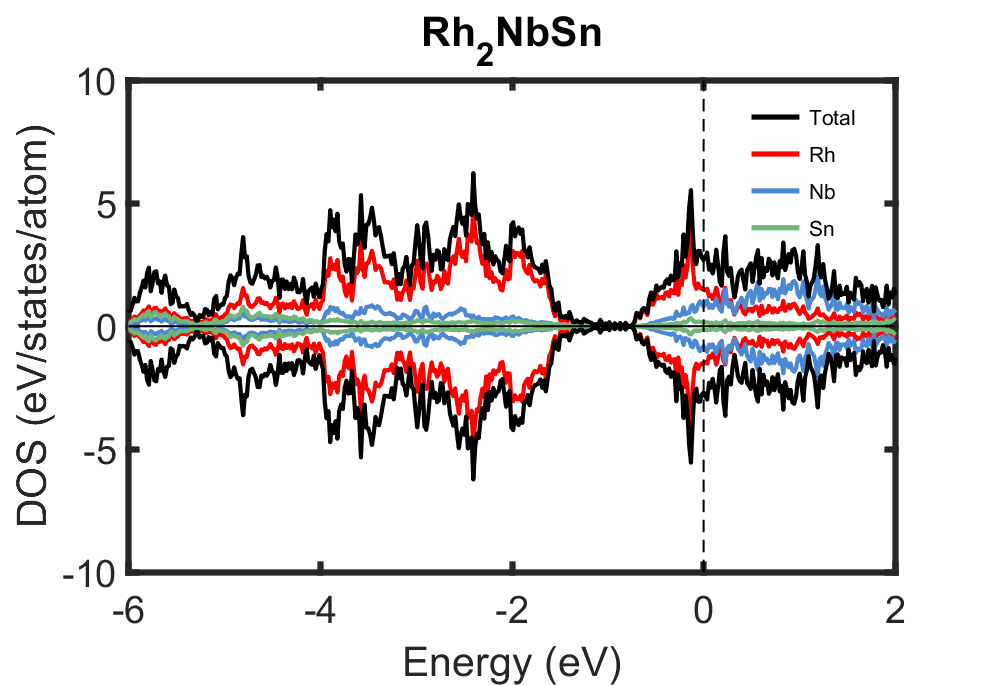 Rh2NbSn
10
5
0
-5
-10
DOS (eV/states/atom)
Total
Rh
Nb
Sn
-6 -4 -2 0 2
Energy (eV)